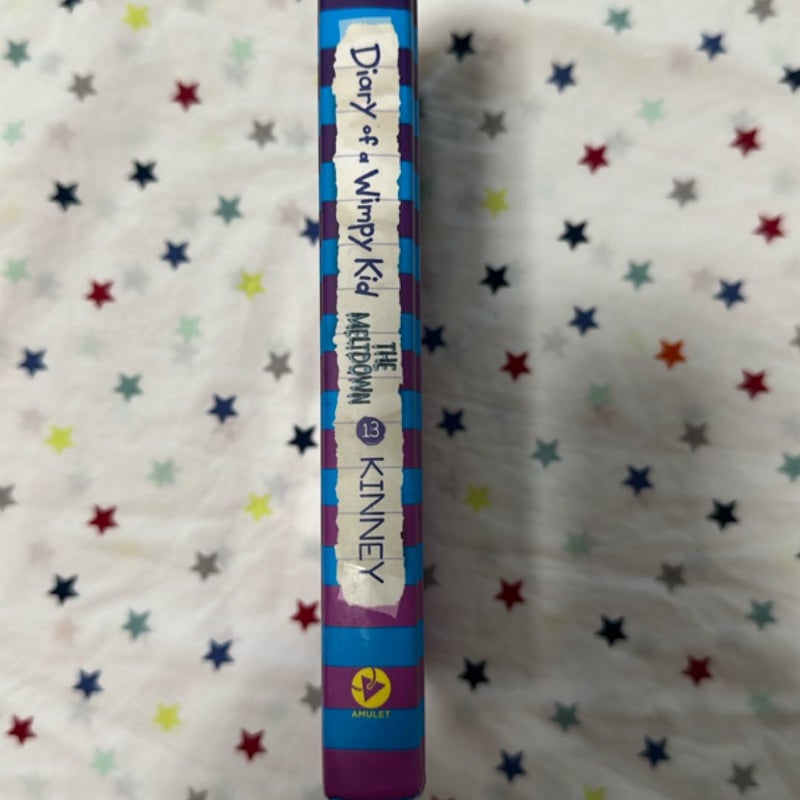 Diary of a Wimpy Kid
THE
MELTDOWN
13
KINNEY
AMULET